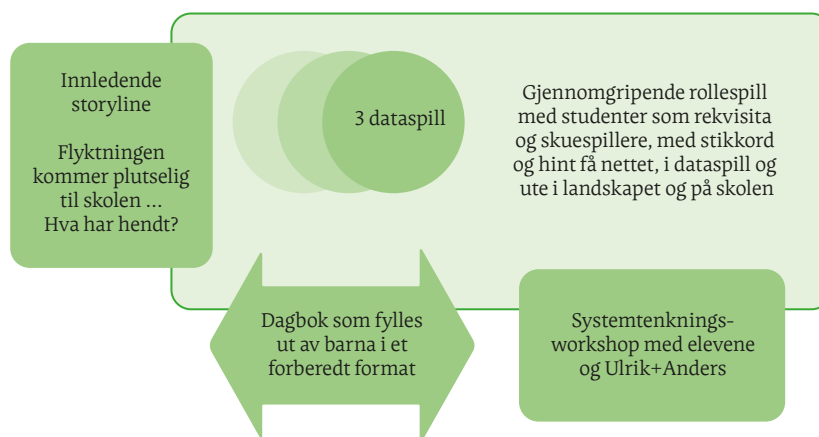 Innledende
storyline
Flyktningen
kommer plutselig
til skolen ...
Hva har hendt?
3 dataspill
Gjennomgripende rollespill
med studenter som rekvisita
og skuespillere, med stikkord
og hint få nettet, i dataspill og
ute i landskapet og på skolen
Dagbok som fylles
ut av barna i et
forberedt format
Systemtenknings-
workshop med elevene
og Ulrik+Anders